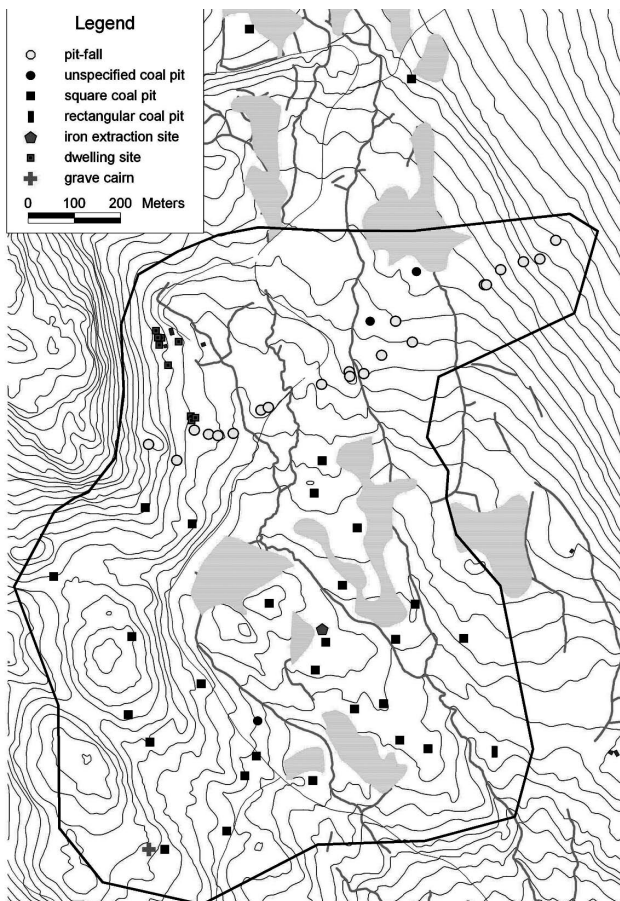 Legend
pit-fall
unspecified coal pit
square coal pit
rectangular coal pit
iron extraction site
dwelling site
grave cairn
0 100 200 Meters